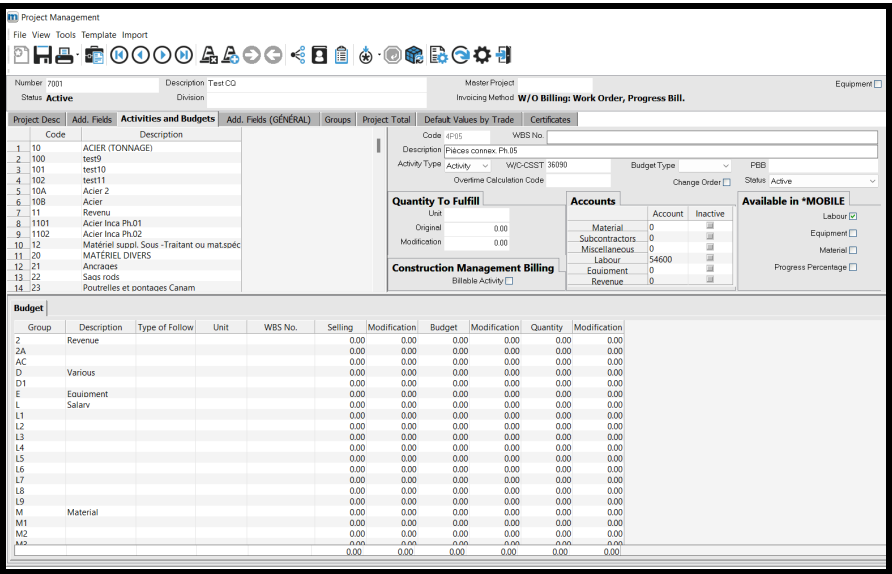 m Project Management
File View Tools Template Import
Number 7001 Description Test CQ Master Project Equipment
Status Active Division Invoicing Method W/O Billing: Work Order, Progress Bill.
Project Desc Add. Fields Activities and Budgets Add. Fields (GÉNÉRAL) Groups Project Total Default Values by Trade Certificates
Code Description
1 10 ACIER (TONNAGE)
2 100 test9
3 101 test10
4 102 test11
5 10A Acier 2
6 10B Acier
7 11 Revenu
8 1101 Acier Inca Ph.01
9 1102 Acier Inca Ph.02
10 12 Matériel suppl. Sous -Traitant ou mat.spéc
11 20 MATÉRIEL DIVERS
12 21 Ancrages
13 22 Sags rods
14 23 Poutrelles et pontages Canam
Code 4P05 WBS No.
Description Pièces connex. Ph.05
Activity Type Activity W/C-CSST 36090 Budget Type PBB
Overtime Calculation Code Change Order Status Active
Quantity To Fulfill
Unit
Original 0.00
Modification 0.00
Construction Management Billing
Billable Activity
Accounts
Account Inactive
Material 0
Subcontractors 0
Miscellaneous 0
Labour 54600
Equipment 0
Revenue 0
Available in *MOBILE
Labour
Equipment
Material
Progress Percentage
Budget
Group Description Type of Follow Unit WBS No. Selling Modification Budget Modification Quantity Modification
2 Revenue 0.00 0.00 0.00 0.00 0.00 0.00
2A 0.00 0.00 0.00 0.00 0.00 0.00
AC 0.00 0.00 0.00 0.00 0.00 0.00
D Various 0.00 0.00 0.00 0.00 0.00 0.00
D1 0.00 0.00 0.00 0.00 0.00 0.00
E Equipment 0.00 0.00 0.00 0.00 0.00 0.00
L Salary 0.00 0.00 0.00 0.00 0.00 0.00
L1 0.00 0.00 0.00 0.00 0.00 0.00
L2 0.00 0.00 0.00 0.00 0.00 0.00
L3 0.00 0.00 0.00 0.00 0.00 0.00
L4 0.00 0.00 0.00 0.00 0.00 0.00
L5 0.00 0.00 0.00 0.00 0.00 0.00
L6 0.00 0.00 0.00 0.00 0.00 0.00
L7 0.00 0.00 0.00 0.00 0.00 0.00
L8 0.00 0.00 0.00 0.00 0.00 0.00
L9 0.00 0.00 0.00 0.00 0.00 0.00
M Material 0.00 0.00 0.00 0.00 0.00 0.00
M1 0.00 0.00 0.00 0.00 0.00 0.00
M2 0.00 0.00 0.00 0.00 0.00 0.00
M3 0.00 0.00 0.00 0.00 0.00 0.00
0.00 0.00 0.00 0.00 0.00 0.00